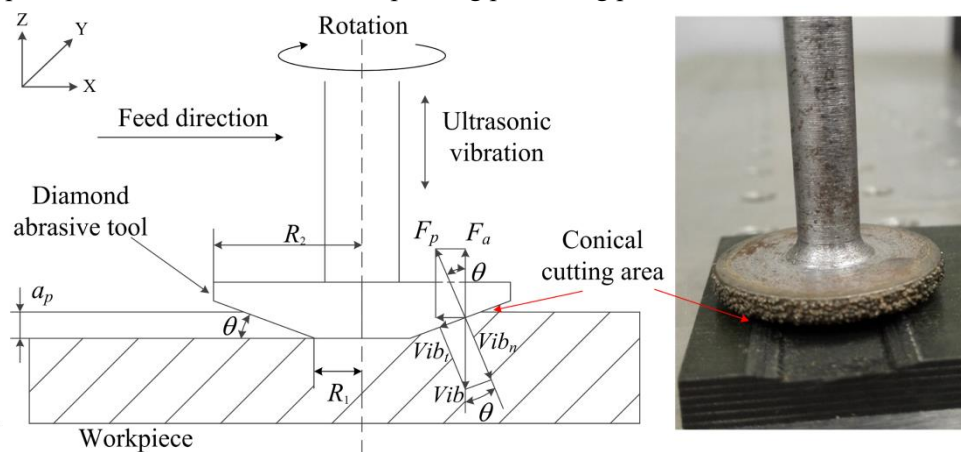 Z
Y
X
Rotation
Feed direction
Ultrasonic
vibration
Diamond
abrasive tool
R₂
Fₚ
Fₐ
θ
Conical
cutting area
aₚ
θ
Vibₜ
Vibₙ
R₁
Vib
θ
Workpiece